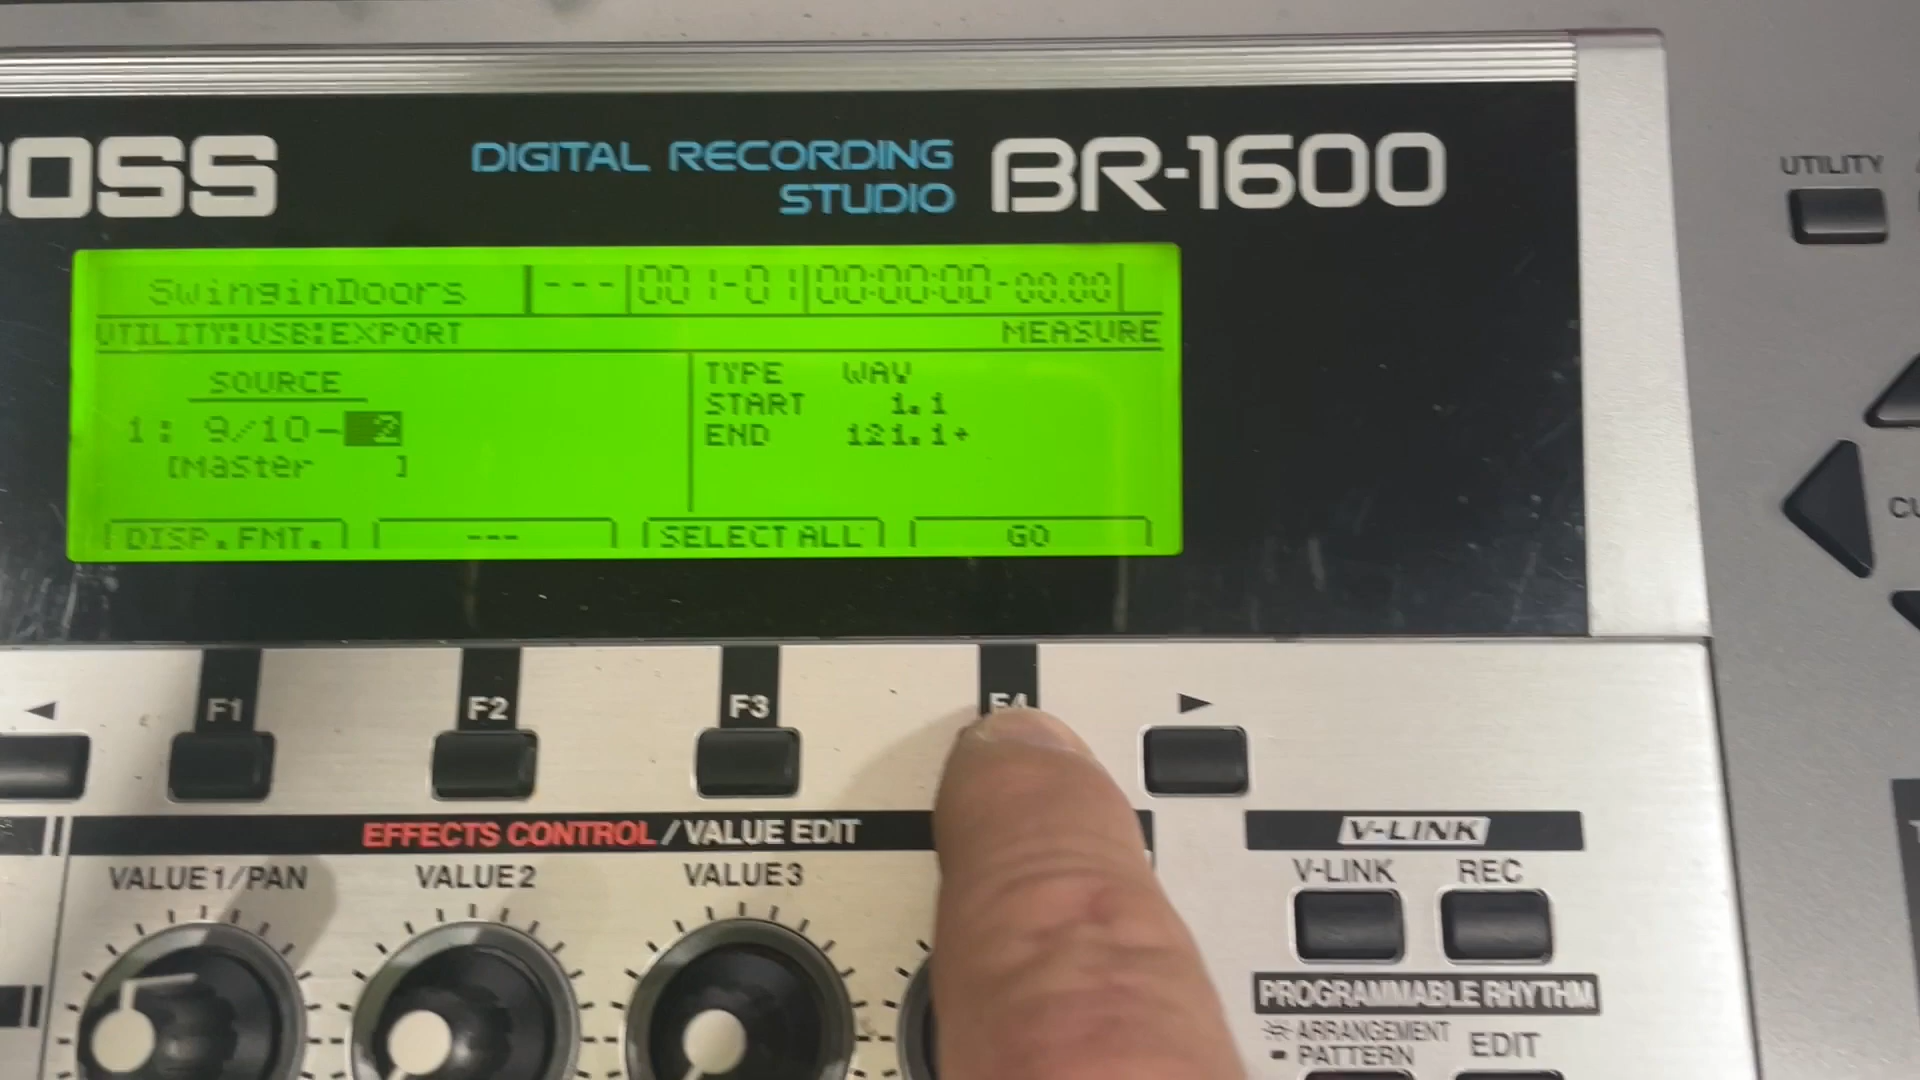 OSS
DIGITAL RECORDING
STUDIO
BR-1600
UTILITY
SwinginDoors
---
001-01
00:00:00-00.00
UTILITY:USB:EXPORT
MEASURE
SOURCE
1: 9/10- 2
[Master ]
TYPE WAV
START 1.1
END 121.1+
DISP.FMT.
---
SELECT ALL
GO
CU
F1
F2
F3
F4
EFFECTS CONTROL / VALUE EDIT
V-LINK
VALUE1/PAN
VALUE2
VALUE3
V-LINK
REC
PROGRAMMABLE RHYTHM
ARRANGEMENT
PATTERN
EDIT